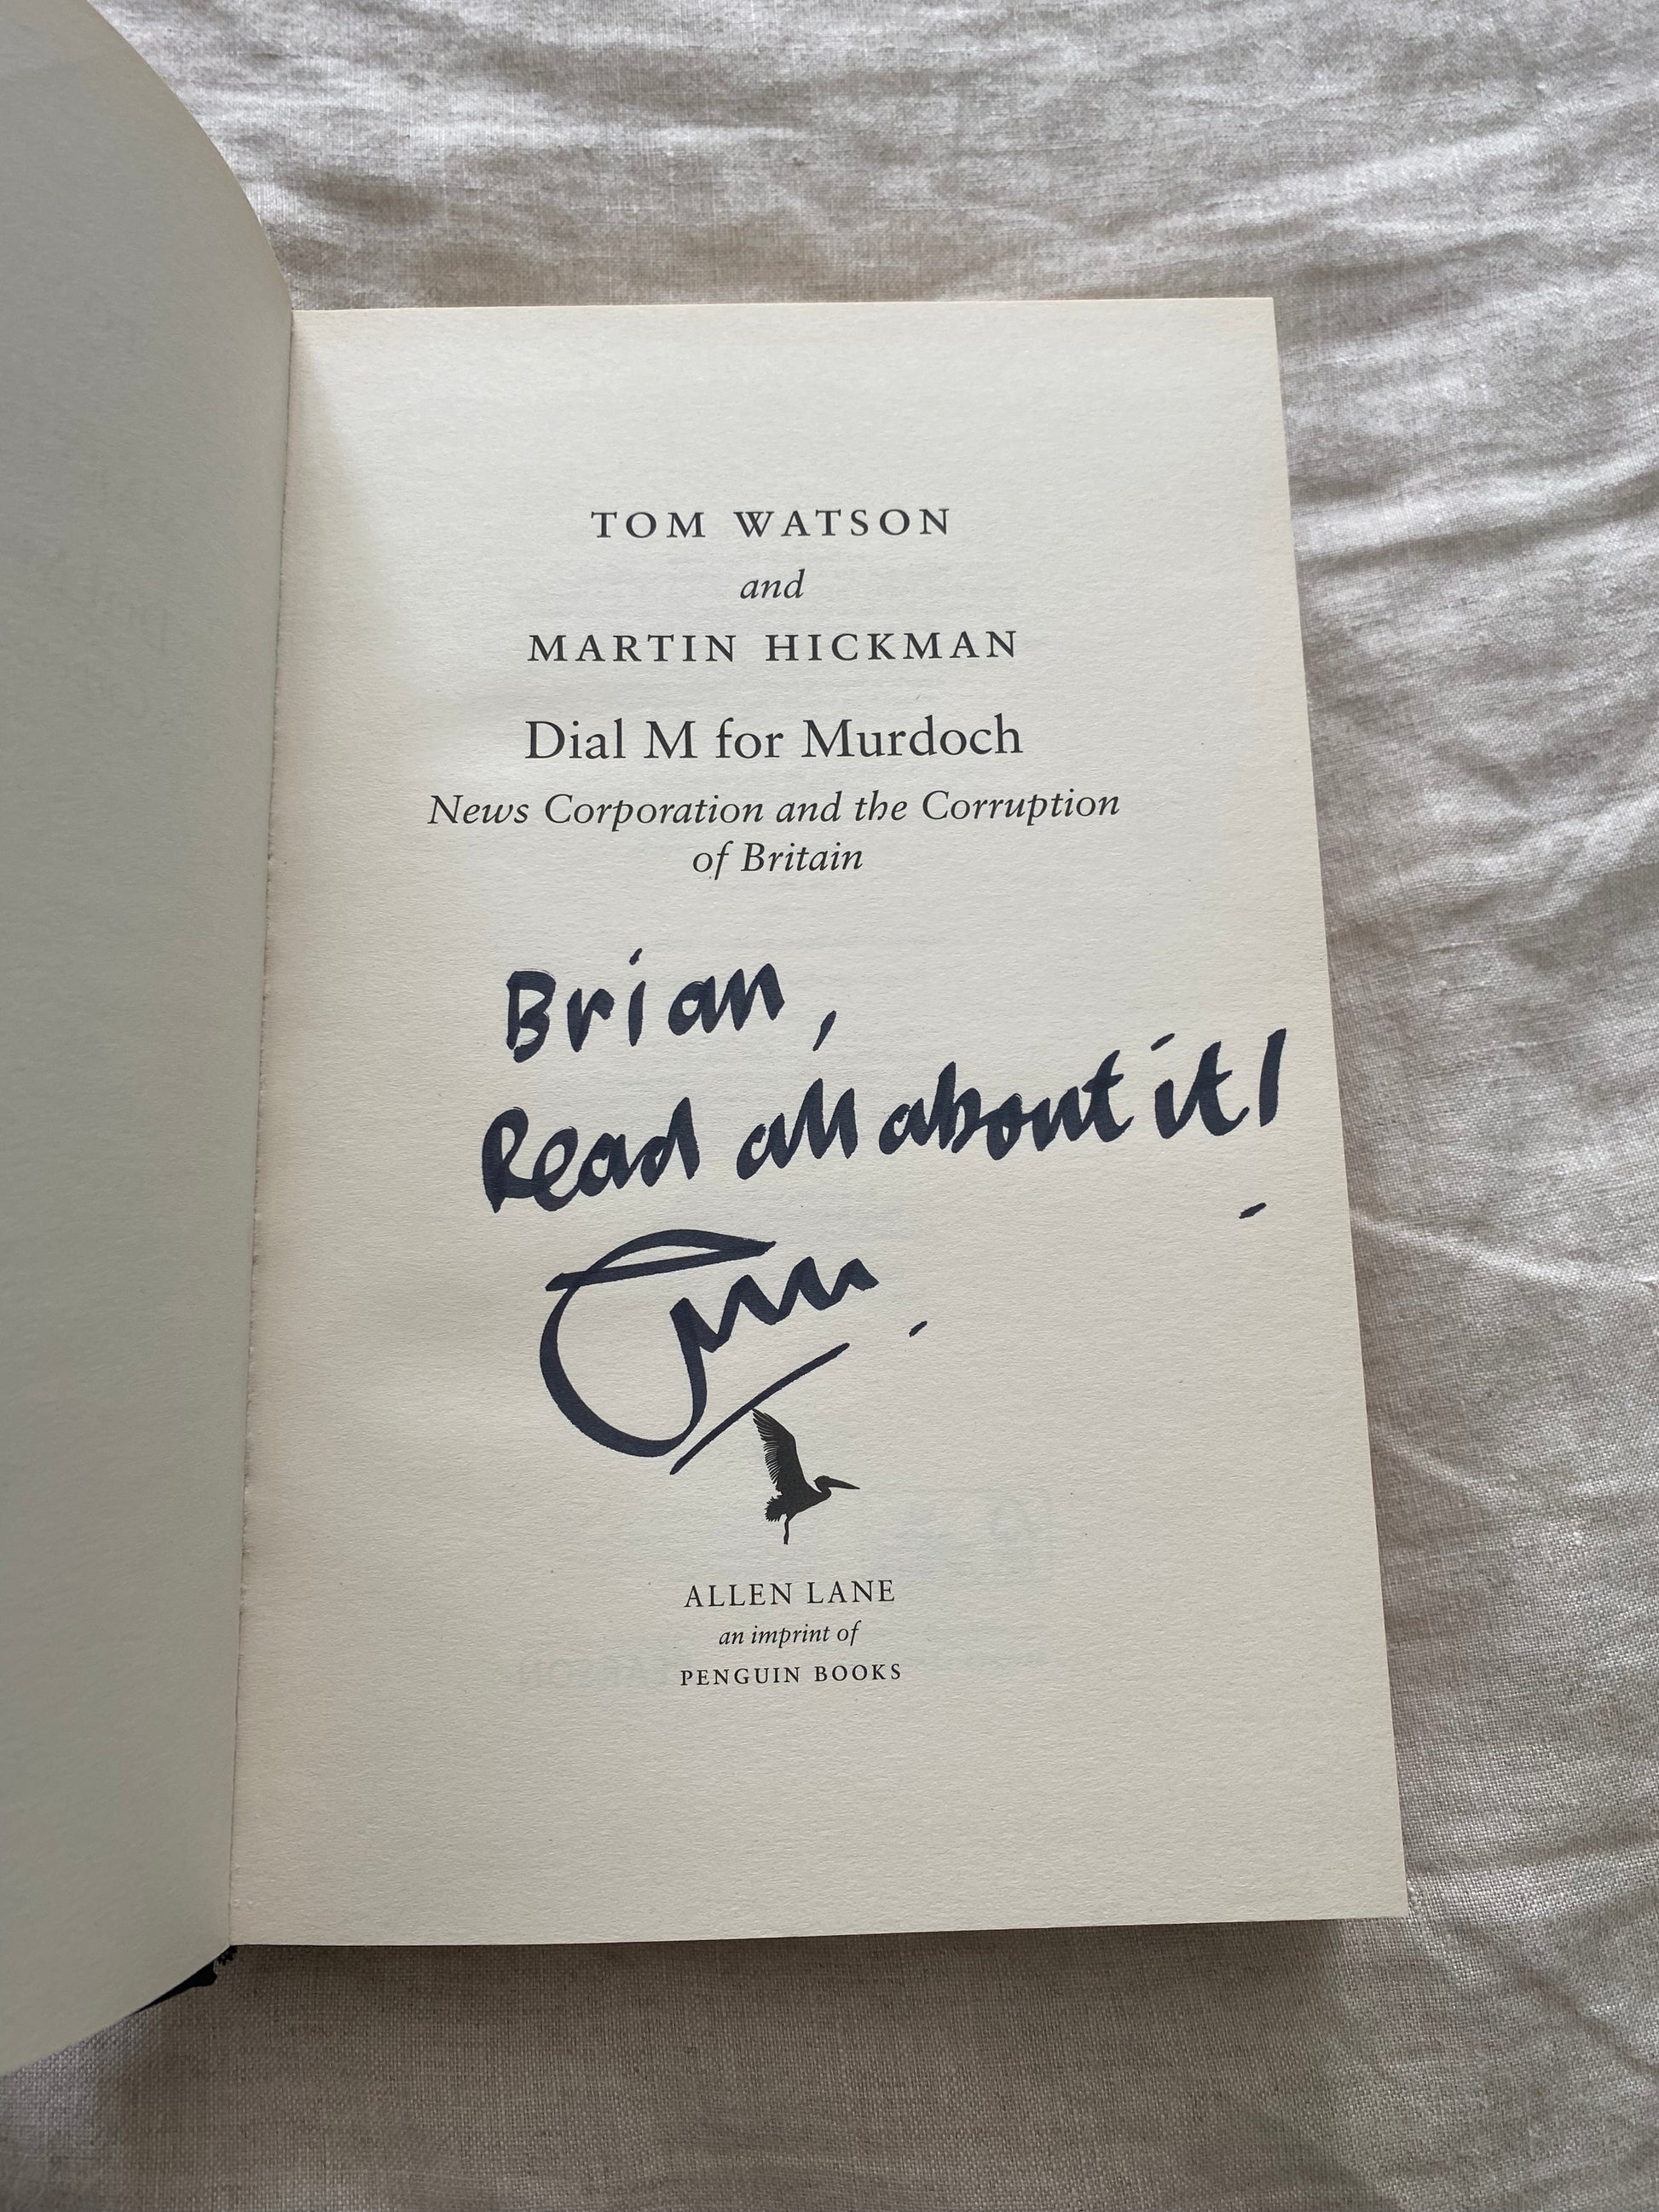 TOM WATSON
and
MARTIN HICKMAN
Dial M for Murdoch
News Corporation and the Corruption
of Britain
Brian,
Read all about it!
ALLEN LANE
an imprint of
PENGUIN BOOKS